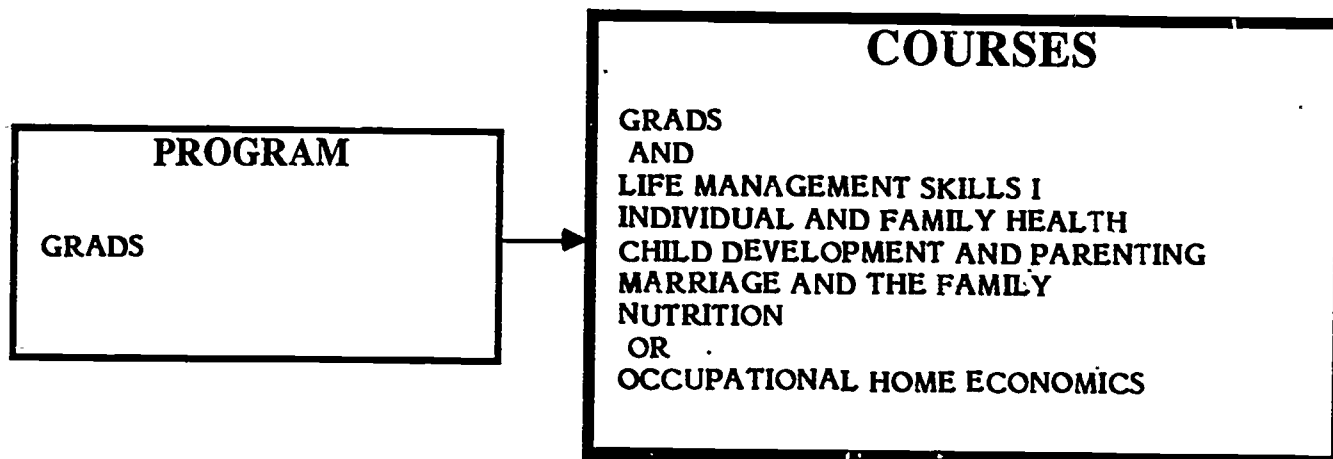 PROGRAM
GRADS
COURSES
GRADS
AND
LIFE MANAGEMENT SKILLS I
INDIVIDUAL AND FAMILY HEALTH
CHILD DEVELOPMENT AND PARENTING
MARRIAGE AND THE FAMILY
NUTRITION
OR
OCCUPATIONAL HOME ECONOMICS